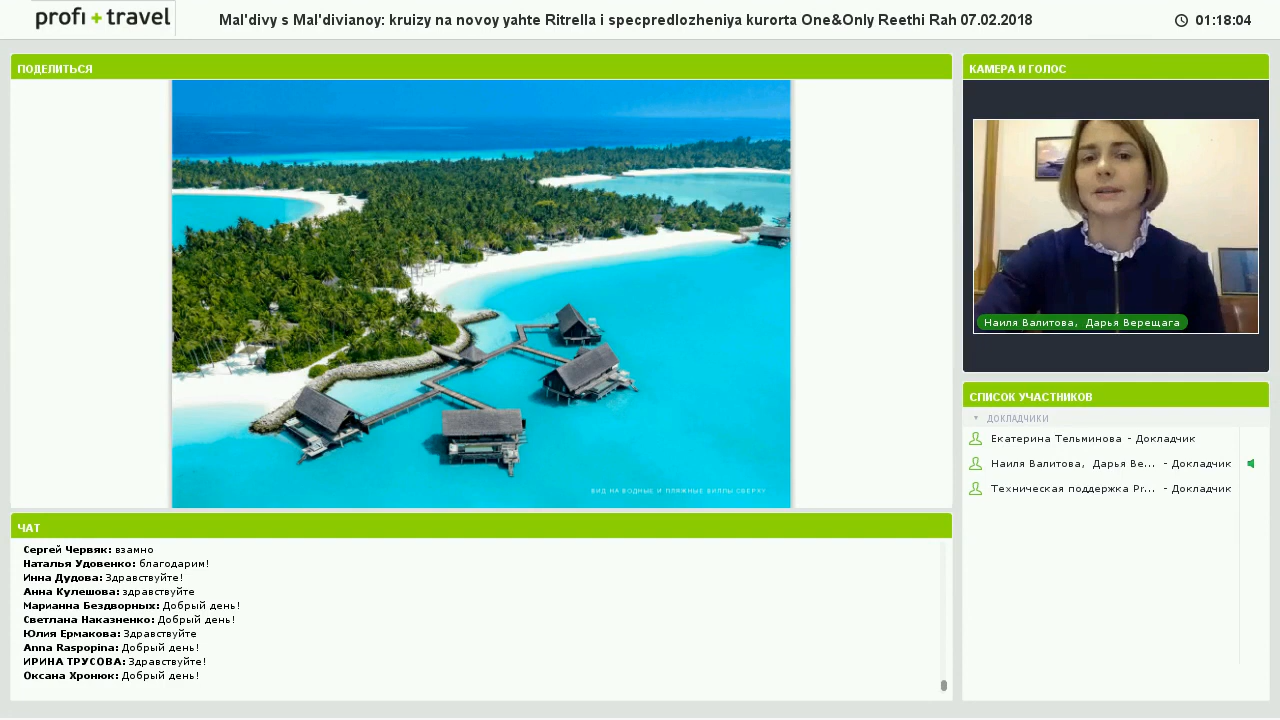 profi + travel
Mal'divy s Mal'divianoy: kruizy na novoy yahte Ritrella i specpredlozheniya kurorta One&Only Reethi Rah 07.02.2018
01:18:04
ПОДЕЛИТЬСЯ
ВИД НА ВОДНЫЕ И ПЛЯЖНЫЕ ВИЛЛЫ СВЕРХУ
ЧАТ
Сергей Червяк: взамно
Наталья Удовенко: благодарим!
Инна Дудова: Здравствуйте!
Анна Кулешова: здравствуйте
Марианна Бездворных: Добрый день!
Светлана Наказненко: Добрый день!
Юлия Ермакова: Здравствуйте
Anna Raspopina: Добрый день!
ИРИНА ТРУСОВА: Здравствуйте!
Оксана Хронюк: Добрый день!
КАМЕРА И ГОЛОС
Наиля Валитова, Дарья Верещага
СПИСОК УЧАСТНИКОВ
ДОКЛАДЧИКИ
Екатерина Тельминова - Докладчик
Наиля Валитова, Дарья Ве... - Докладчик
Техническая поддержка Pr... - Докладчик